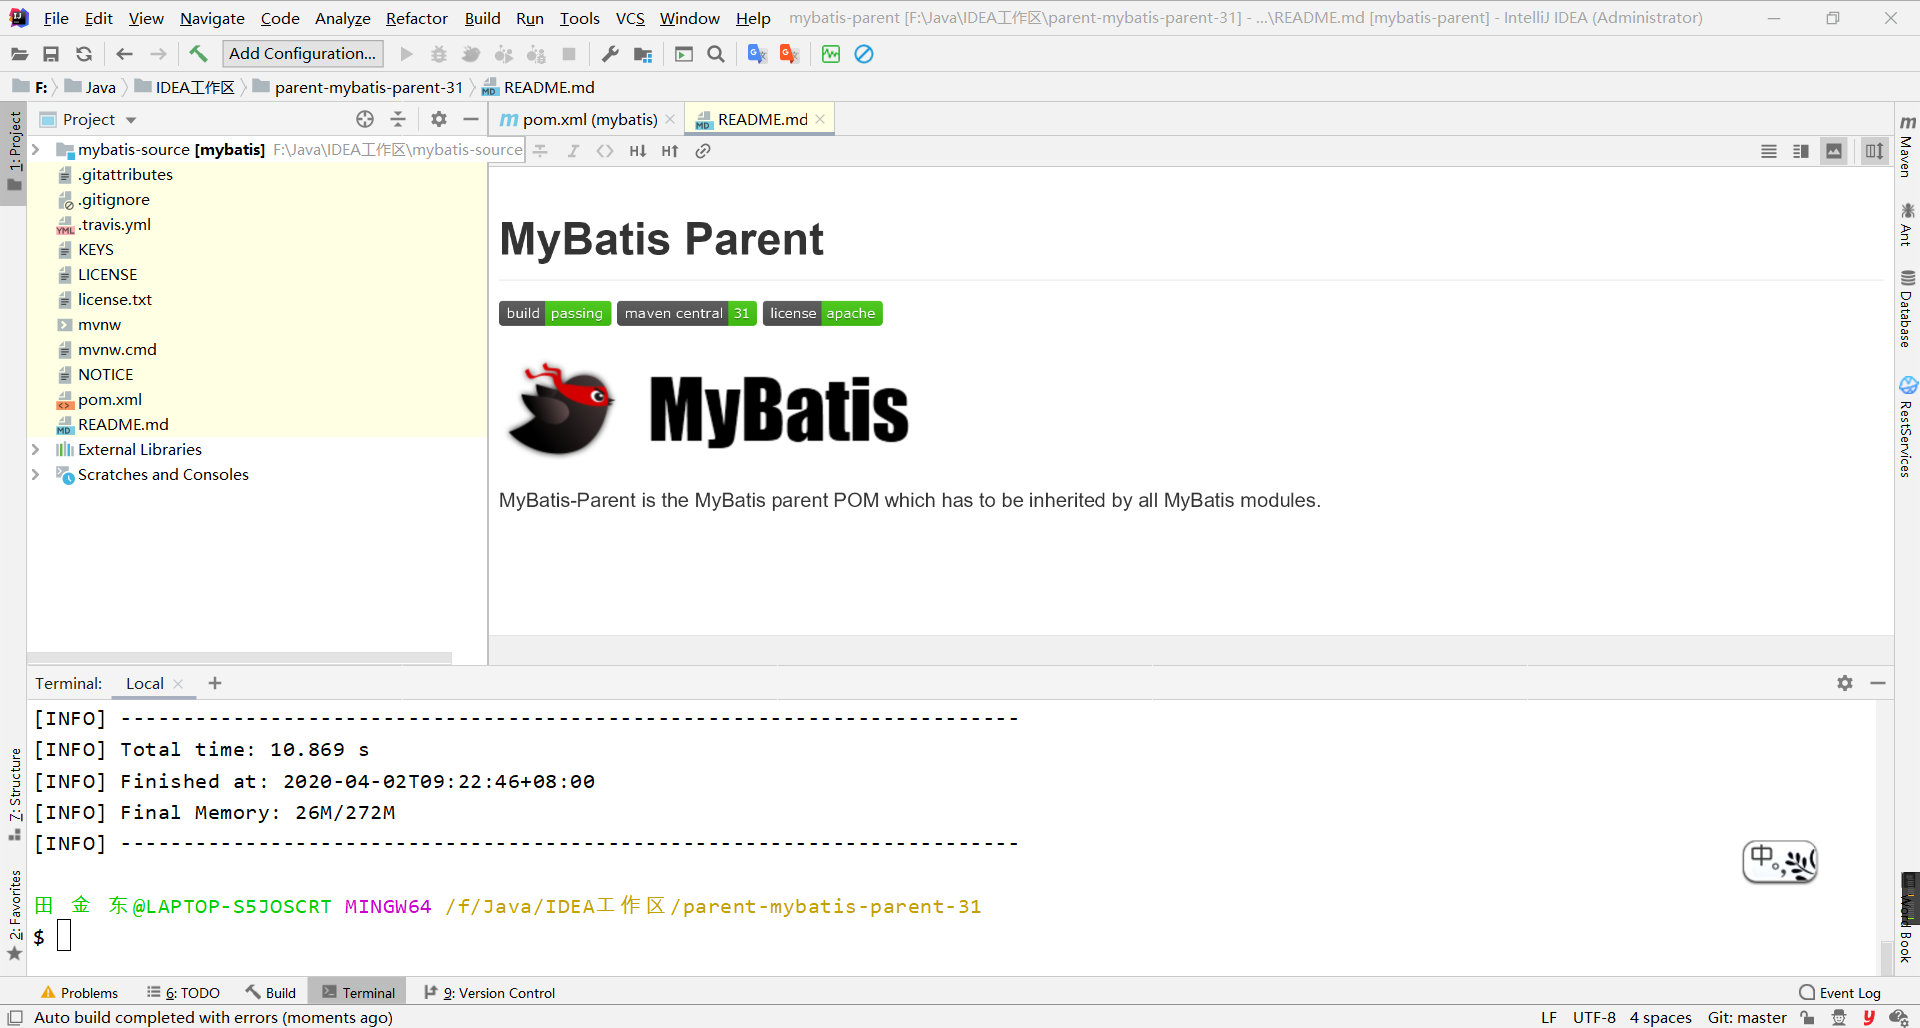 File Edit View Navigate Code Analyze Refactor Build Run Tools VCS Window Help mybatis-parent [F:\Java\IDEA工作区\parent-mybatis-parent-31] - ...\README.md [mybatis-parent] - IntelliJ IDEA (Administrator)
Add Configuration...
F: Java IDEA工作区 parent-mybatis-parent-31 README.md
1: Project
Project
pom.xml (mybatis)
README.md
mybatis-source [mybatis] F:\Java\IDEA工作区\mybatis-source
.gitattributes
.gitignore
.travis.yml
KEYS
LICENSE
license.txt
mvnw
mvnw.cmd
NOTICE
pom.xml
README.md
External Libraries
Scratches and Consoles
MyBatis Parent
build passing maven central 31 license apache
MyBatis
MyBatis-Parent is the MyBatis parent POM which has to be inherited by all MyBatis modules.
Maven
Ant
Database
RestServices
Word Book
7: Structure
2: Favorites
Terminal: Local
[INFO] ------------------------------------------------------------------------
[INFO] Total time: 10.869 s
[INFO] Finished at: 2020-04-02T09:22:46+08:00
[INFO] Final Memory: 26M/272M
[INFO] ------------------------------------------------------------------------
田金东@LAPTOP-S5JOSCRT MINGW64 /f/Java/IDEA工作区/parent-mybatis-parent-31
$
中
Problems 6: TODO Build Terminal 9: Version Control Event Log
Auto build completed with errors (moments ago) LF UTF-8 4 spaces Git: master